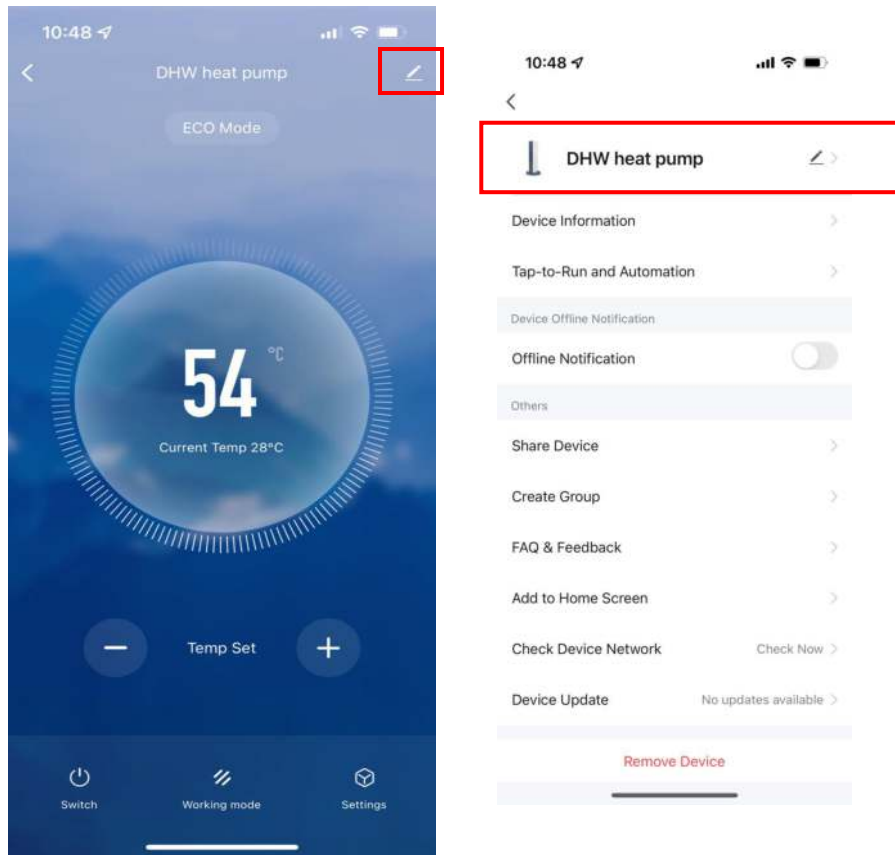 10:48
DHW heat pump
ECO Mode
54 °C
Current Temp 28°C
Temp Set
Switch
Working mode
Settings
10:48
DHW heat pump
Device Information
Tap-to-Run and Automation
Device Offline Notification
Offline Notification
Others
Share Device
Create Group
FAQ & Feedback
Add to Home Screen
Check Device Network Check Now
Device Update No updates available
Remove Device